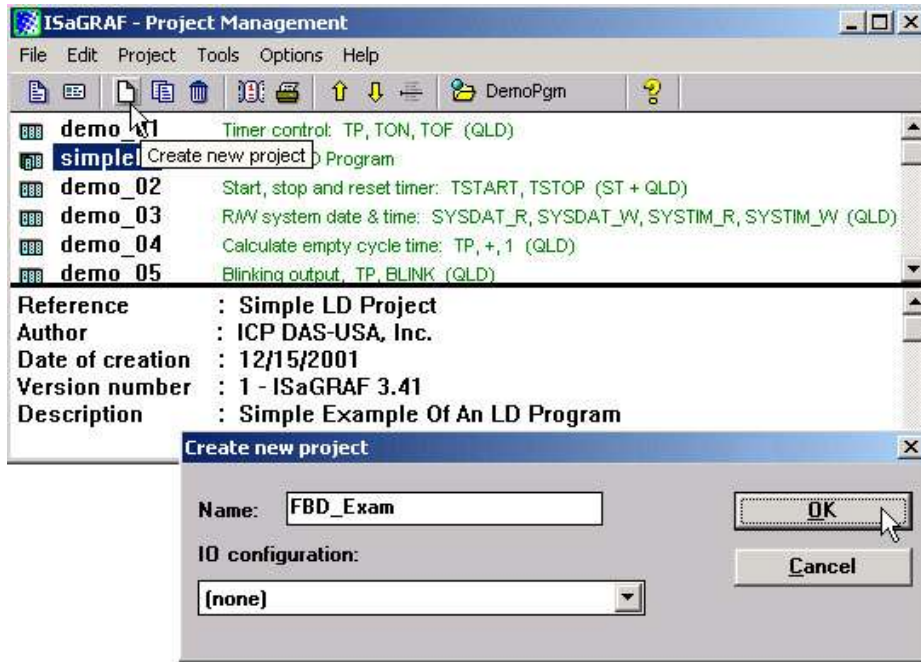 ISaGRAF - Project Management
File Edit Project Tools Options Help
DemoPgm
demo_01 Timer control: TP, TON, TOF (QLD)
simplel Program
Create new project
demo_02 Start, stop and reset timer: TSTART, TSTOP (ST + QLD)
demo_03 R/W system date & time: SYSDAT_R, SYSDAT_W, SYSTIM_R, SYSTIM_W (QLD)
demo_04 Calculate empty cycle time: TP, +, 1 (QLD)
demo_05 Blinking output, TP, BLINK (QLD)
Reference : Simple LD Project
Author : ICP DAS-USA, Inc.
Date of creation : 12/15/2001
Version number : 1 - ISaGRAF 3.41
Description : Simple Example Of An LD Program
Create new project
Name: FBD_Exam
OK
IO configuration:
Cancel
(none)